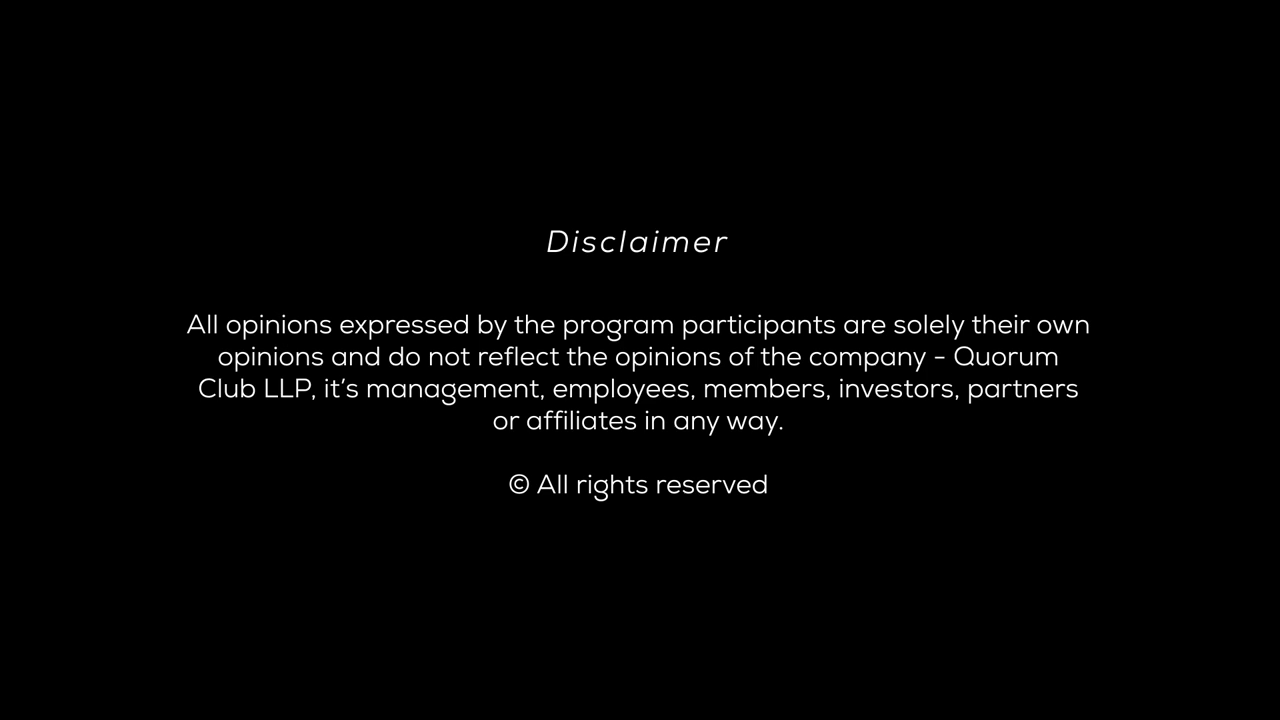 Disclaimer
All opinions expressed by the program participants are solely their own
opinions and do not reflect the opinions of the company - Quorum
Club LLP, it's management, employees, members, investors, partners
or affiliates in any way.
© All rights reserved